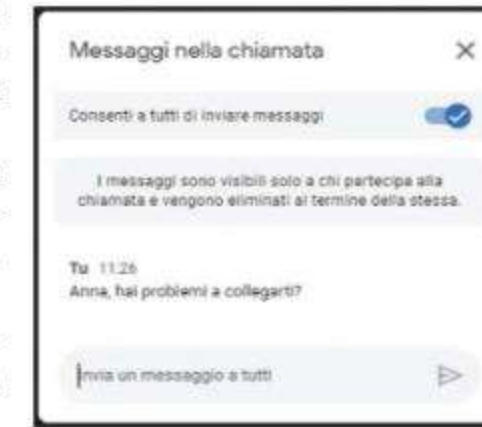 Messaggi nella chiamata
Consenti a tutti di inviare messaggi
I messaggi sono visibili solo a chi partecipa alla
chiamata e vengono eliminati al termine della stessa.
Tu 11:26
Anna, hai problemi a collegarti?
Invia un messaggio a tutti